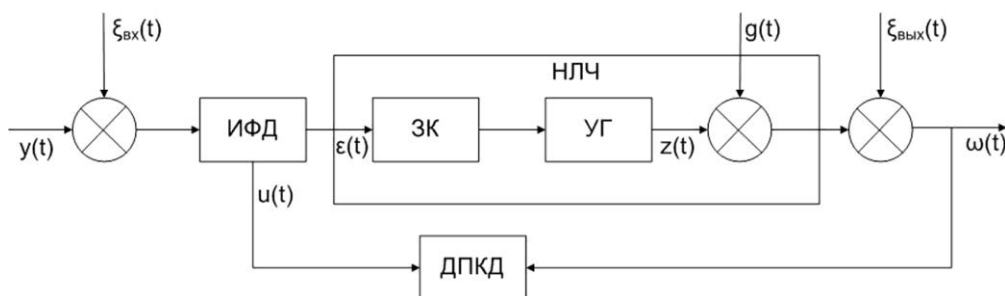 ξвх(t)
g(t)
ξвых(t)
НЛЧ
ИФД
ЗК
УГ
y(t)
ε(t)
z(t)
ω(t)
u(t)
ДПКД